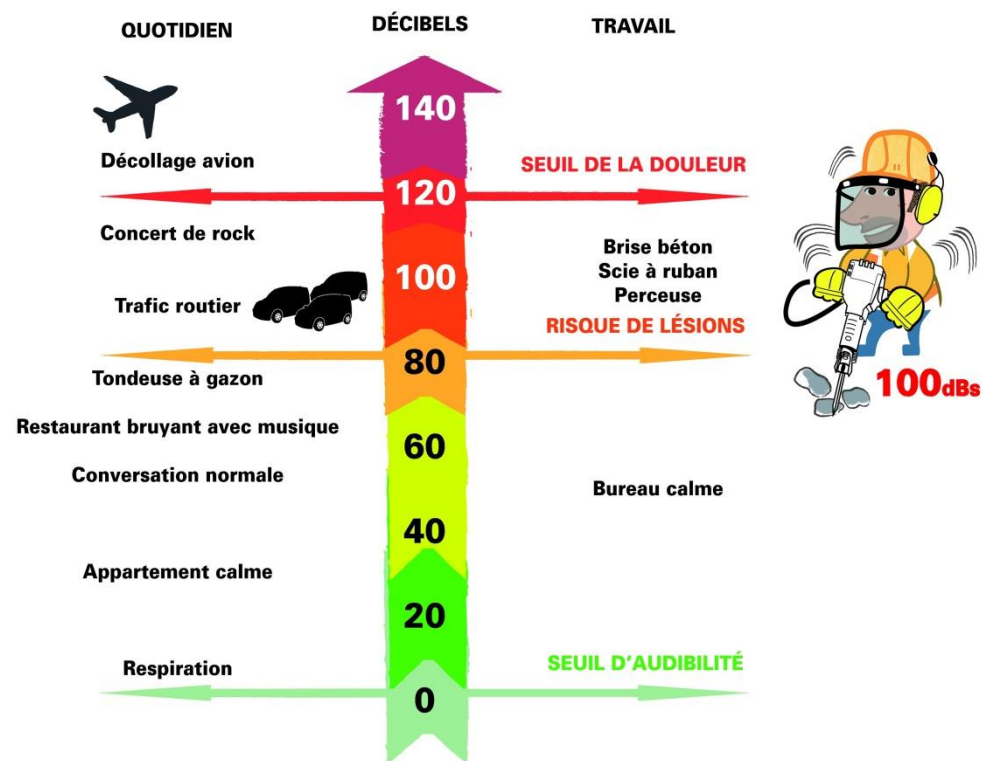 QUOTIDIEN
DÉCIBELS
TRAVAIL
140
Décollage avion
SEUIL DE LA DOULEUR
120
Concert de rock
Brise béton
Scie à ruban
Perceuse
100
Trafic routier
RISQUE DE LÉSIONS
80
Tondeuse à gazon
100dBs
Restaurant bruyant avec musique
60
Conversation normale
Bureau calme
40
Appartement calme
20
Respiration
SEUIL D'AUDIBILITÉ
0